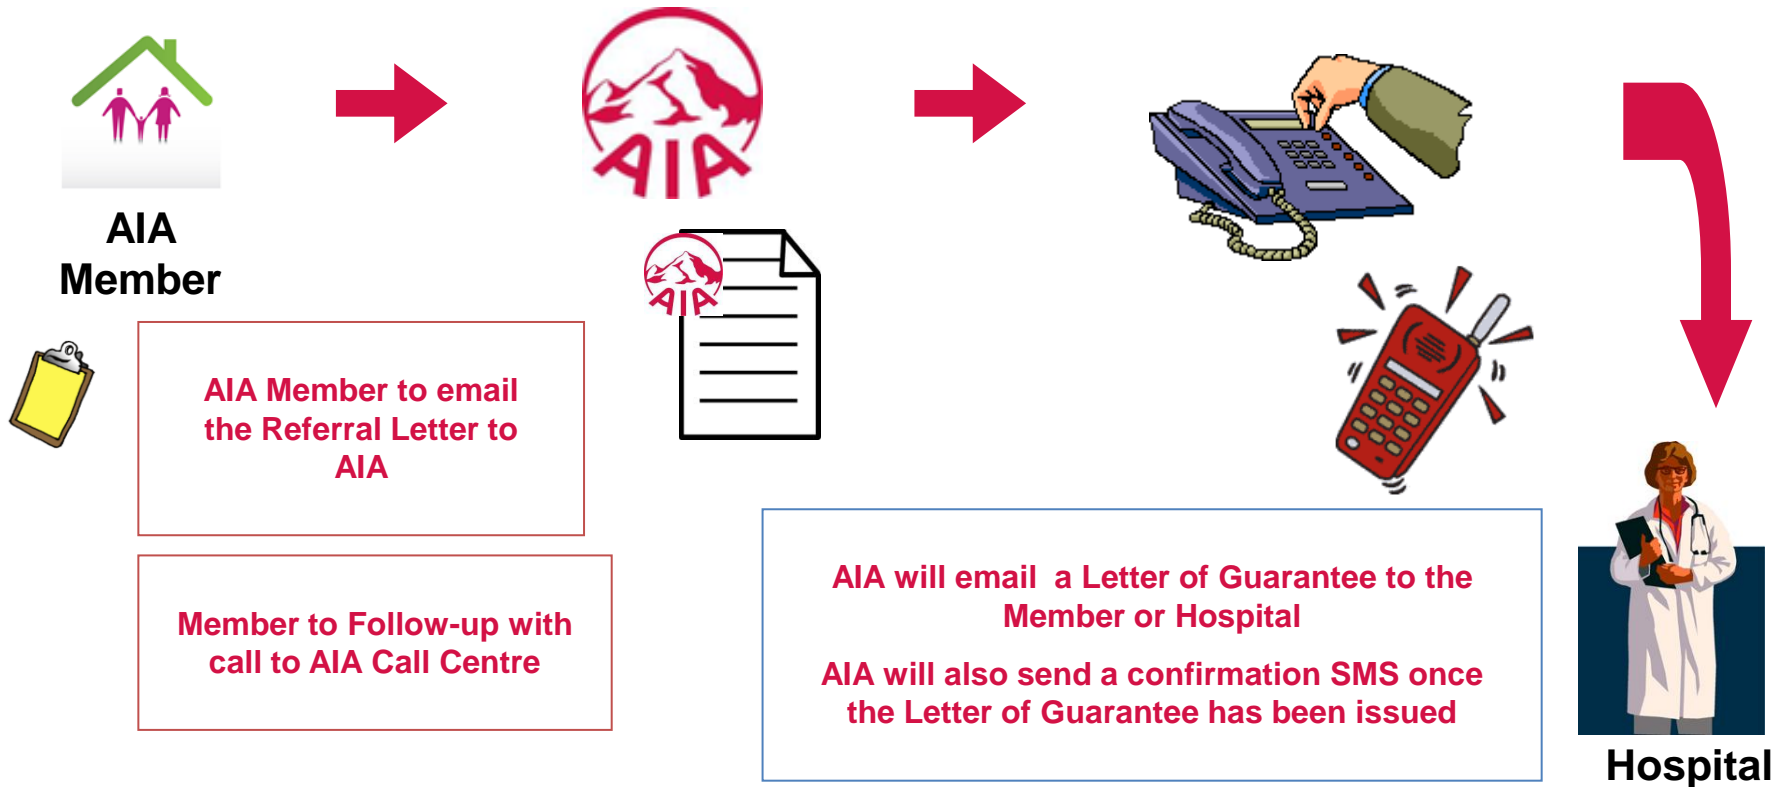 AIA
AIA
Member
AIA
AIA Member to email
the Referral Letter to
AIA
Member to Follow-up with
call to AIA Call Centre
AIA will email  a Letter of Guarantee to the
Member or Hospital
AIA will also send a confirmation SMS once
the Letter of Guarantee has been issued
Hospital